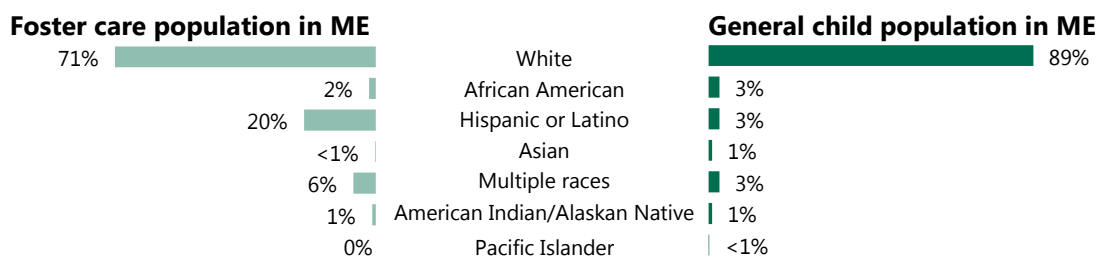 Foster care population in ME General child population in ME
71% White 89%
2% African American 3%
20% Hispanic or Latino 3%
<1% Asian 1%
6% Multiple races 3%
1% American Indian/Alaskan Native 1%
0% Pacific Islander <1%